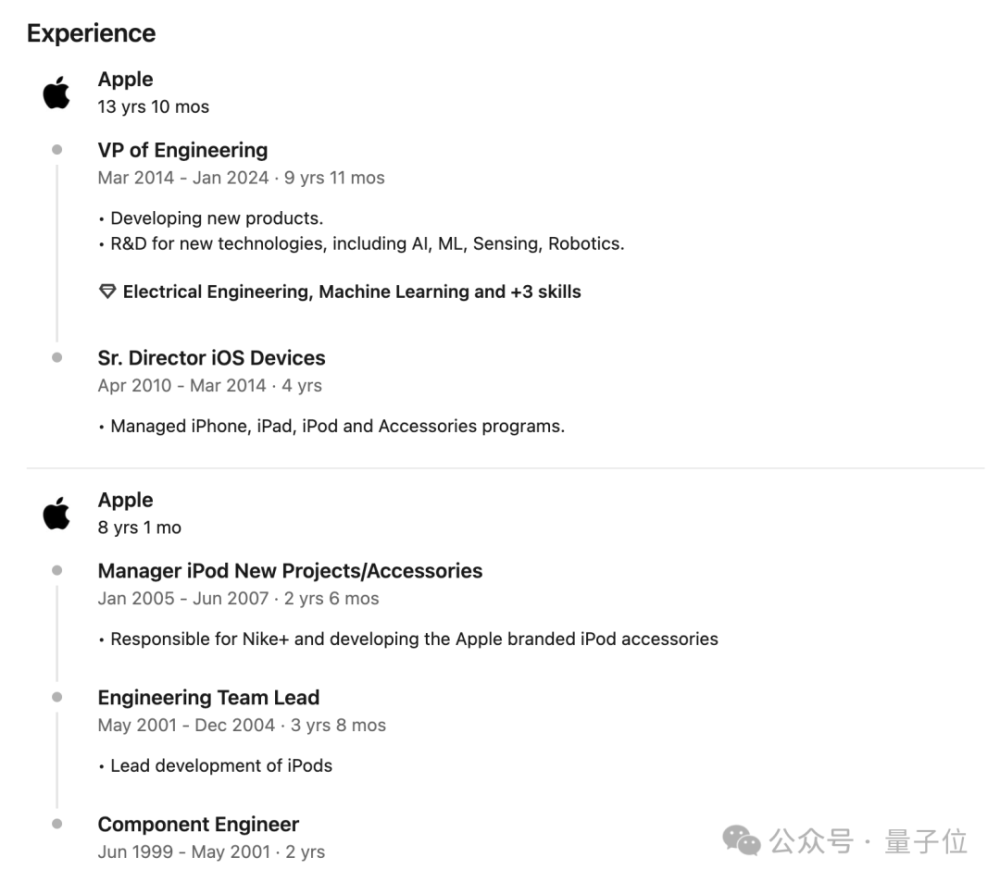 Experience
Apple
13 yrs 10 mos
VP of Engineering
Mar 2014 - Jan 2024 · 9 yrs 11 mos
• Developing new products.
• R&D for new technologies, including AI, ML, Sensing, Robotics.
Electrical Engineering, Machine Learning and +3 skills
Sr. Director iOS Devices
Apr 2010 - Mar 2014 · 4 yrs
• Managed iPhone, iPad, iPod and Accessories programs.
Apple
8 yrs 1 mo
Manager iPod New Projects/Accessories
Jan 2005 - Jun 2007 · 2 yrs 6 mos
• Responsible for Nike+ and developing the Apple branded iPod accessories
Engineering Team Lead
May 2001 - Dec 2004 · 3 yrs 8 mos
• Lead development of iPods
Component Engineer
Jun 1999 - May 2001 · 2 yrs
公众号 · 量子位